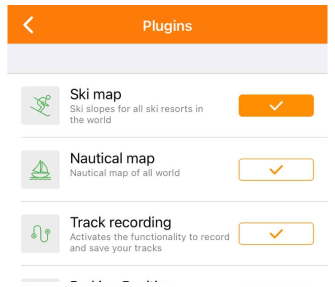 Plugins
Ski map
Ski slopes for all ski resorts in
the world
Nautical map
Nautical map of all world
Track recording
Activates the functionality to record
and save your tracks